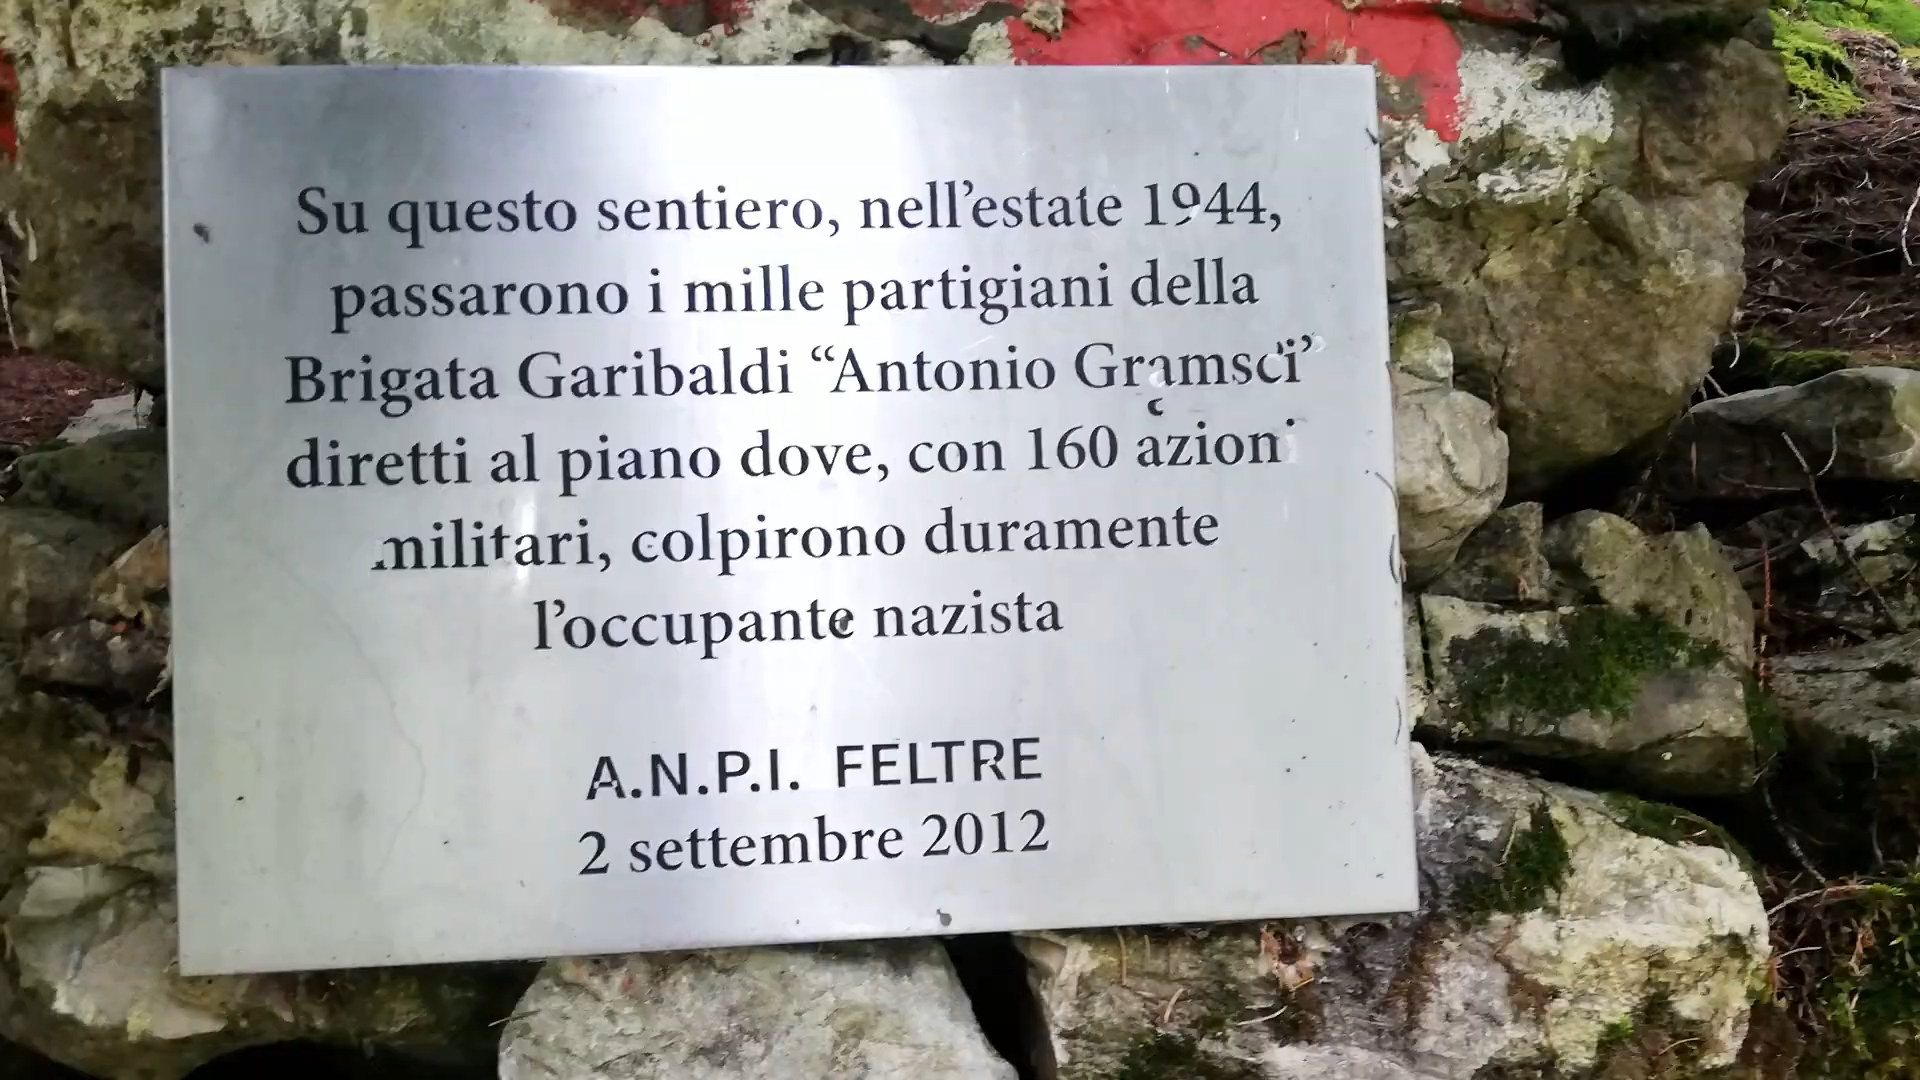 Su questo sentiero, nell’estate 1944,
passarono i mille partigiani della
Brigata Garibaldi “Antonio Gramsci”
diretti al piano dove, con 160 azioni
militari, colpirono duramente
l’occupante nazista
A.N.P.I. FELTRE
2 settembre 2012